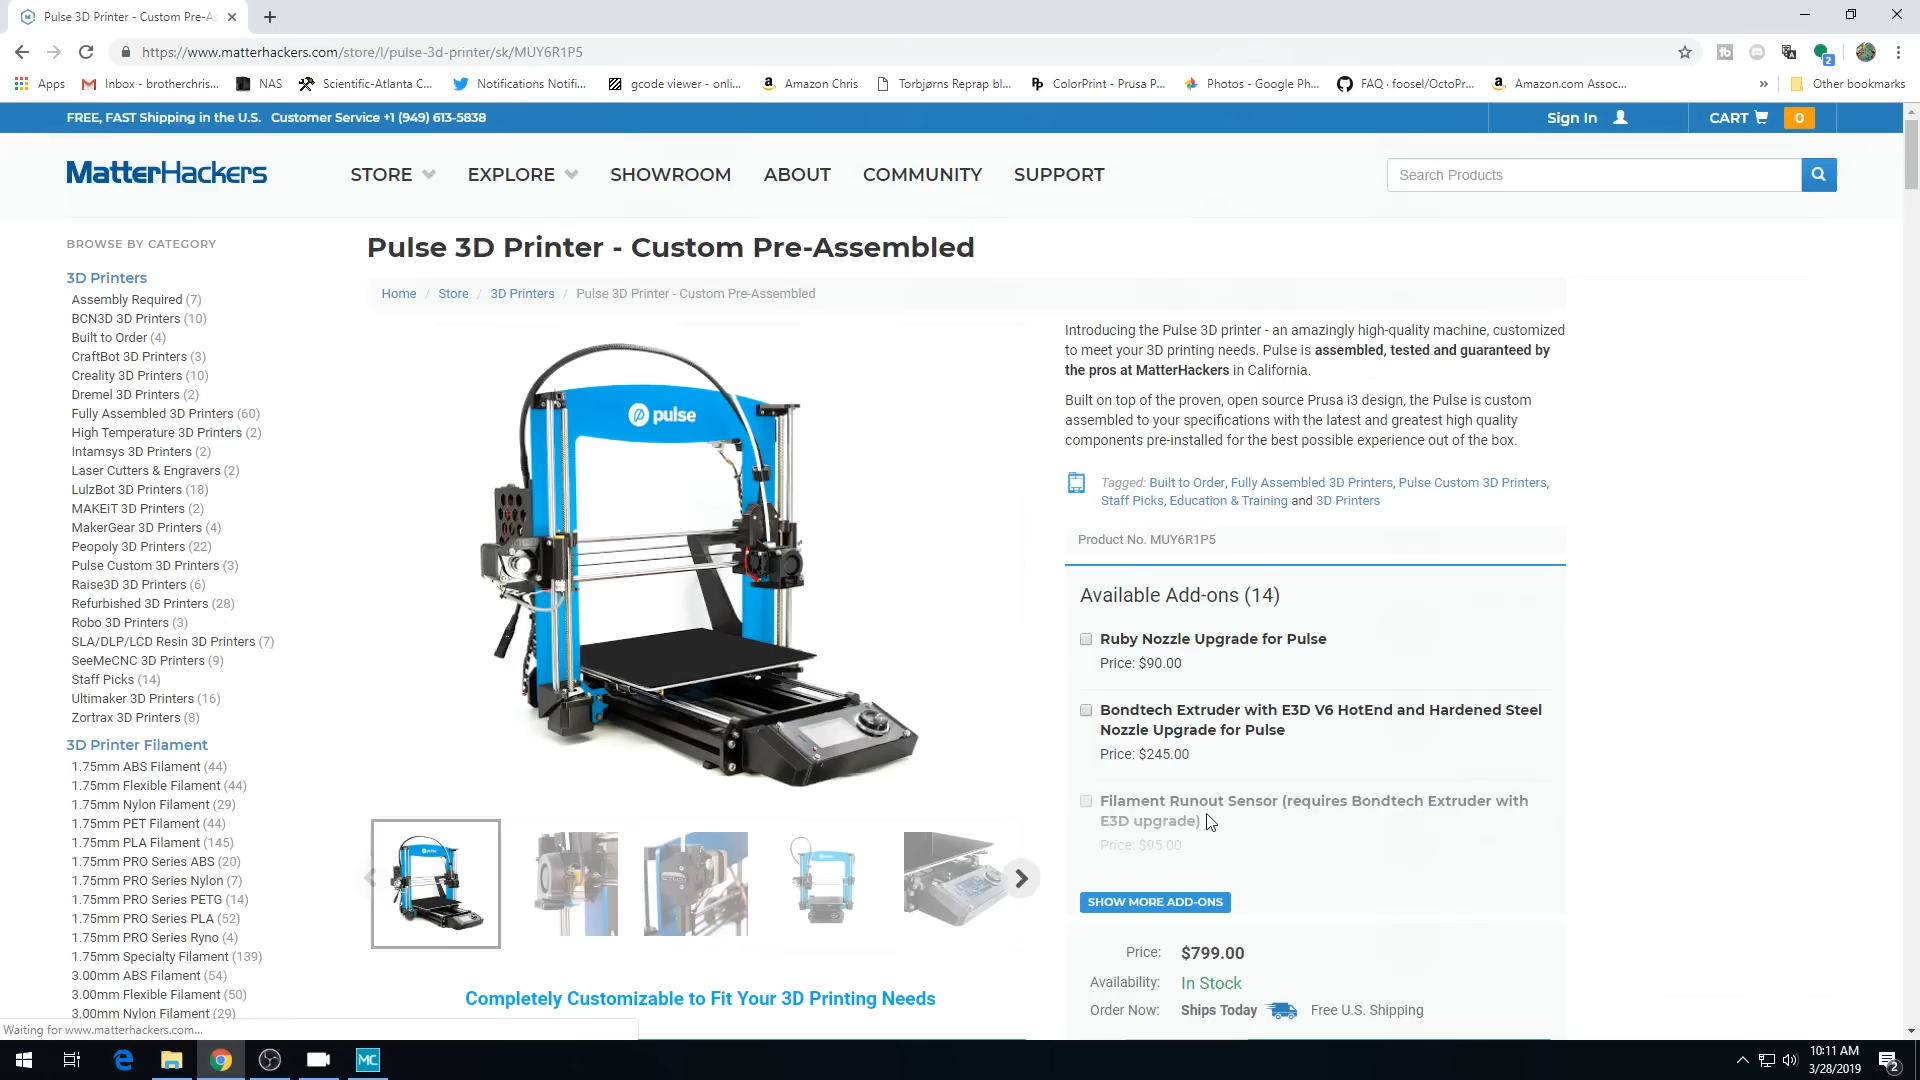 Pulse 3D Printer - Custom Pre-As
https://www.matterhackers.com/store/l/pulse-3d-printer/sk/MUY6R1P5
Apps
Inbox - brotherchris...
NAS
Scientific-Atlanta C...
Notifications Notifi...
gcode viewer - onli...
Amazon Chris
Torbjørns Reprap bl...
ColorPrint - Prusa P...
Photos - Google Ph...
FAQ · foosel/OctoPr...
Amazon.com Assoc...
»
Other bookmarks
2
FREE, FAST Shipping in the U.S. Customer Service +1 (949) 613-5838
Sign In
CART 0
MatterHackers
STORE
EXPLORE
SHOWROOM
ABOUT
COMMUNITY
SUPPORT
Search Products
BROWSE BY CATEGORY
3D Printers
Assembly Required (7)
BCN3D 3D Printers (10)
Built to Order (4)
CraftBot 3D Printers (3)
Creality 3D Printers (10)
Dremel 3D Printers (2)
Fully Assembled 3D Printers (60)
High Temperature 3D Printers (2)
Intamsys 3D Printers (2)
Laser Cutters & Engravers (2)
LulzBot 3D Printers (18)
MAKEiT 3D Printers (2)
MakerGear 3D Printers (4)
Peopoly 3D Printers (22)
Pulse Custom 3D Printers (3)
Raise3D 3D Printers (6)
Refurbished 3D Printers (28)
Robo 3D Printers (3)
SLA/DLP/LCD Resin 3D Printers (7)
SeeMeCNC 3D Printers (9)
Staff Picks (14)
Ultimaker 3D Printers (16)
Zortrax 3D Printers (8)
3D Printer Filament
1.75mm ABS Filament (44)
1.75mm Flexible Filament (44)
1.75mm Nylon Filament (29)
1.75mm PET Filament (44)
1.75mm PLA Filament (145)
1.75mm PRO Series ABS (20)
1.75mm PRO Series Nylon (7)
1.75mm PRO Series PETG (14)
1.75mm PRO Series PLA (52)
1.75mm PRO Series Ryno (4)
1.75mm Specialty Filament (139)
3.00mm ABS Filament (54)
3.00mm Flexible Filament (50)
3.00mm Nylon Filament (29)
Pulse 3D Printer - Custom Pre-Assembled
Home / Store / 3D Printers / Pulse 3D Printer - Custom Pre-Assembled
pulse
Completely Customizable to Fit Your 3D Printing Needs
Introducing the Pulse 3D printer - an amazingly high-quality machine, customized
to meet your 3D printing needs. Pulse is assembled, tested and guaranteed by
the pros at MatterHackers in California.
Built on top of the proven, open source Prusa i3 design, the Pulse is custom
assembled to your specifications with the latest and greatest high quality
components pre-installed for the best possible experience out of the box.
Tagged: Built to Order, Fully Assembled 3D Printers, Pulse Custom 3D Printers,
Staff Picks, Education & Training and 3D Printers
Product No. MUY6R1P5
Available Add-ons (14)
Ruby Nozzle Upgrade for Pulse
Price: $90.00
Bondtech Extruder with E3D V6 HotEnd and Hardened Steel
Nozzle Upgrade for Pulse
Price: $245.00
Filament Runout Sensor (requires Bondtech Extruder with
E3D upgrade)
Price: $95.00
SHOW MORE ADD-ONS
Price: $799.00
Availability: In Stock
Order Now: Ships Today Free U.S. Shipping
Waiting for www.matterhackers.com...
MC
10:11 AM
3/28/2019
2